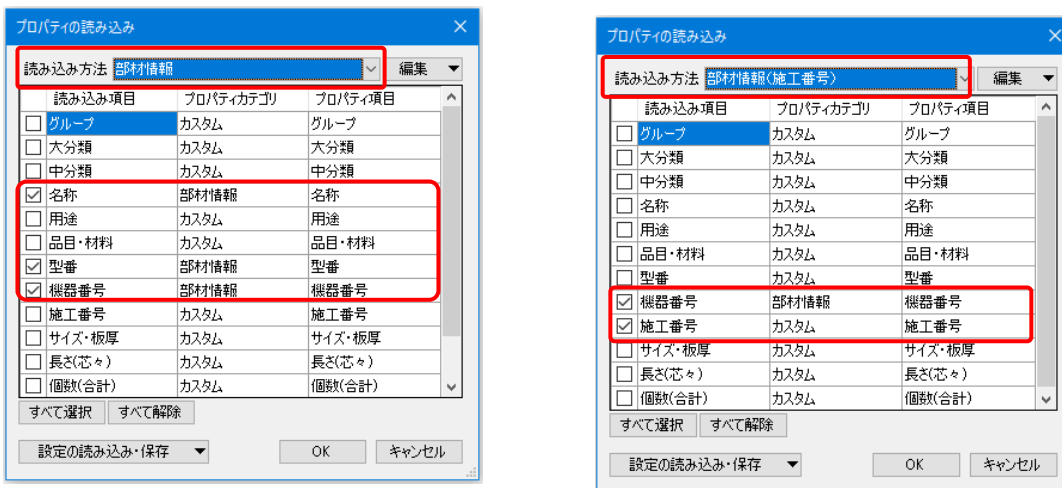 プロパティの読み込み
読み込み方法 部材情報 編集
読み込み項目 プロパティカテゴリ プロパティ項目
グループ カスタム グループ
大分類 カスタム 大分類
中分類 カスタム 中分類
名称 部材情報 名称
用途 カスタム 用途
品目・材料 カスタム 品目・材料
型番 部材情報 型番
機器番号 部材情報 機器番号
施工番号 カスタム 施工番号
サイズ・板厚 カスタム サイズ・板厚
長さ(芯々) カスタム 長さ(芯々)
個数(合計) カスタム 個数(合計)
すべて選択 すべて解除
設定の読み込み・保存 OK キャンセル
プロパティの読み込み
読み込み方法 部材情報(施工番号) 編集
読み込み項目 プロパティカテゴリ プロパティ項目
グループ カスタム グループ
大分類 カスタム 大分類
中分類 カスタム 中分類
名称 カスタム 名称
用途 カスタム 用途
品目・材料 カスタム 品目・材料
型番 カスタム 型番
機器番号 部材情報 機器番号
施工番号 カスタム 施工番号
サイズ・板厚 カスタム サイズ・板厚
長さ(芯々) カスタム 長さ(芯々)
個数(合計) カスタム 個数(合計)
すべて選択 すべて解除
設定の読み込み・保存 OK キャンセル